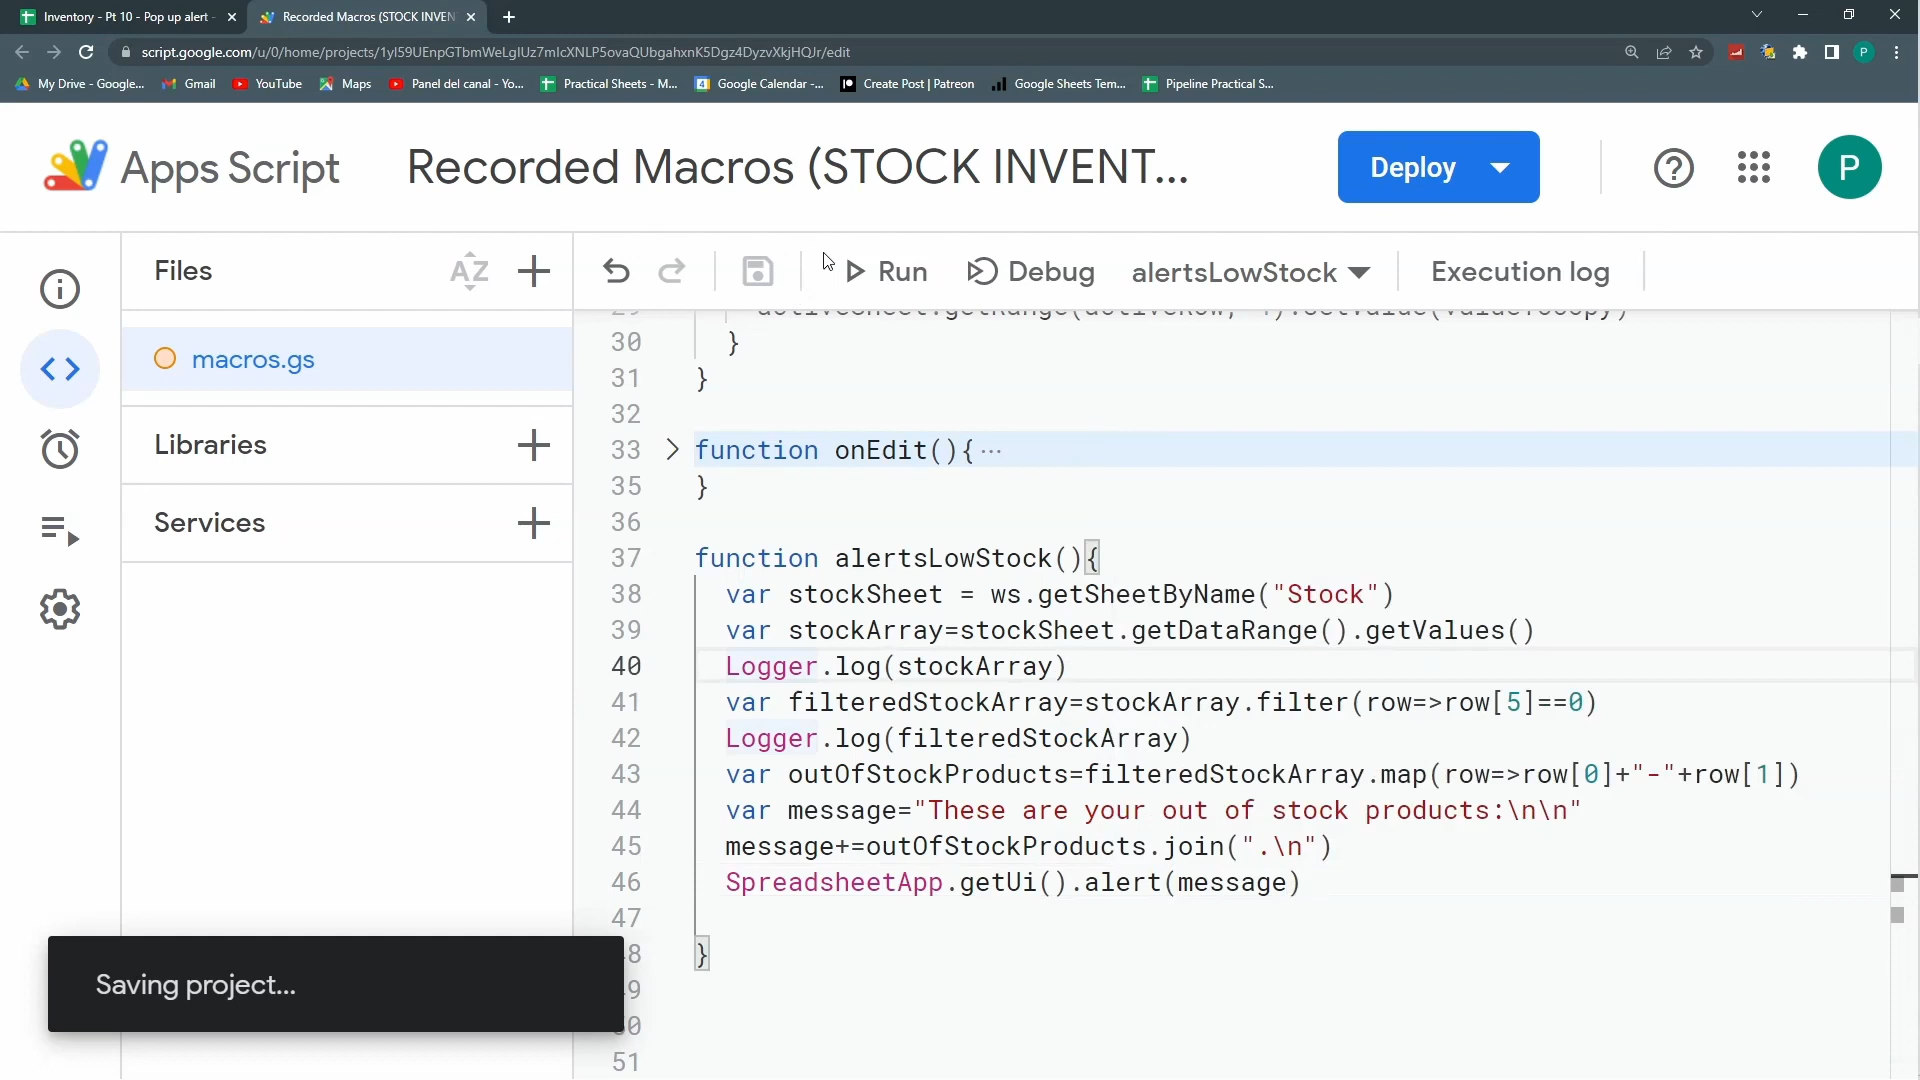 Inventory - Pt 10 - Pop up alert -
Recorded Macros (STOCK INVEN
script.google.com/u/0/home/projects/1yI59UEnpGTbmWeLgIUz7mIcXNLP5ovaQUbgahxnK5Dgz4DyzvXkjHQJr/edit
My Drive - Google...
Gmail
YouTube
Maps
Panel del canal - Yo...
Practical Sheets - M...
Google Calendar -...
Create Post | Patreon
Google Sheets Tem...
Pipeline Practical S...
Apps Script
Recorded Macros (STOCK INVENT...
Deploy
P
Files
AZ
Run
Debug
alertsLowStock
Execution log
macros.gs
Libraries
Services
30 }
31 }
32
33 function onEdit(){ ...
35 }
36
37 function alertsLowStock(){
38 var stockSheet = ws.getSheetByName("Stock")
39 var stockArray=stockSheet.getDataRange().getValues()
40 Logger.log(stockArray)
41 var filteredStockArray=stockArray.filter(row=>row[5]==0)
42 Logger.log(filteredStockArray)
43 var outOfStockProducts=filteredStockArray.map(row=>row[0]+"-"+row[1])
44 var message="These are your out of stock products:\n\n"
45 message+=outOfStockProducts.join(".\n")
46 SpreadsheetApp.getUi().alert(message)
47
8 }
9
51
Saving project...